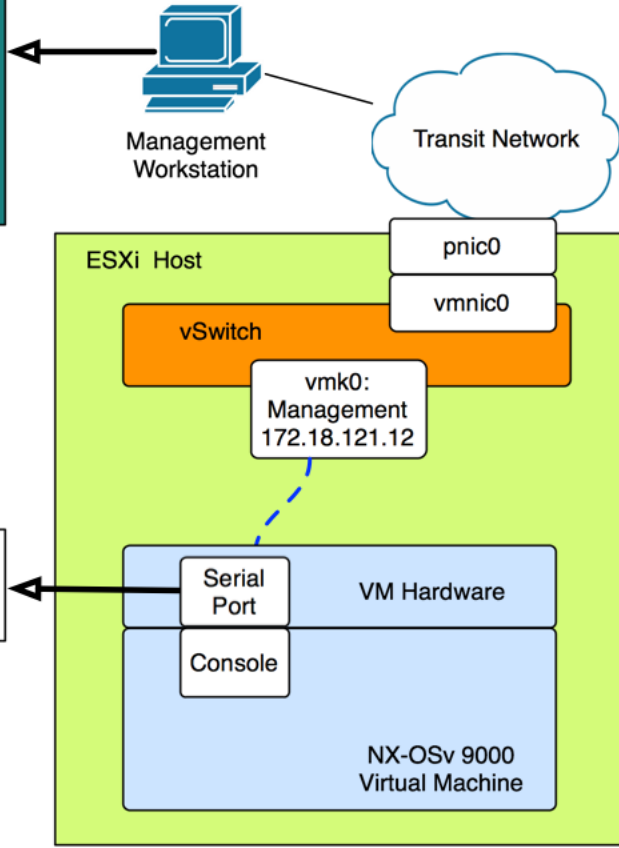 Management
Workstation
Transit Network
ESXi Host
pnic0
vmnic0
vSwitch
vmk0:
Management
172.18.121.12
Serial
Port
VM Hardware
Console
NX-OSv 9000
Virtual Machine